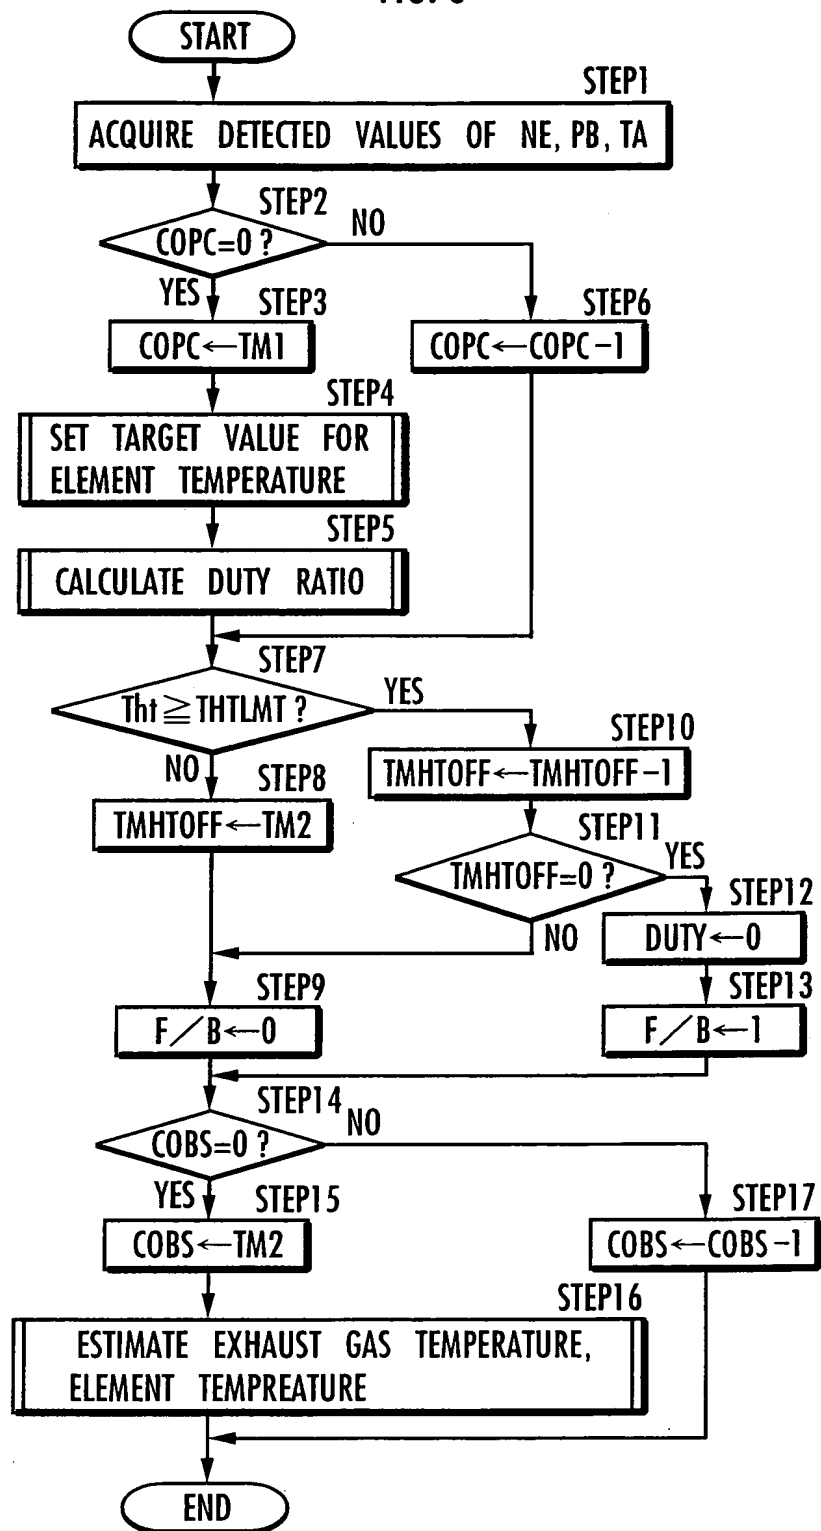 START
STEP1
ACQUIRE DETECTED VALUES OF NE, PB, TA
STEP2
COPC=0 ?
NO
YES
STEP3
COPC←TM1
STEP6
COPC←COPC-1
STEP4
SET TARGET VALUE FOR
ELEMENT TEMPERATURE
STEP5
CALCULATE DUTY RATIO
STEP7
Tht≧THTLMT ?
YES
NO
STEP8
TMHTOFF←TM2
STEP10
TMHTOFF←TMHTOFF-1
STEP11
TMHTOFF=0 ?
YES
NO
STEP12
DUTY←0
STEP9
F/B←0
STEP13
F/B←1
STEP14
COBS=0 ?
NO
YES
STEP15
COBS←TM2
STEP17
COBS←COBS-1
STEP16
ESTIMATE EXHAUST GAS TEMPERATURE,
ELEMENT TEMPREATURE
END